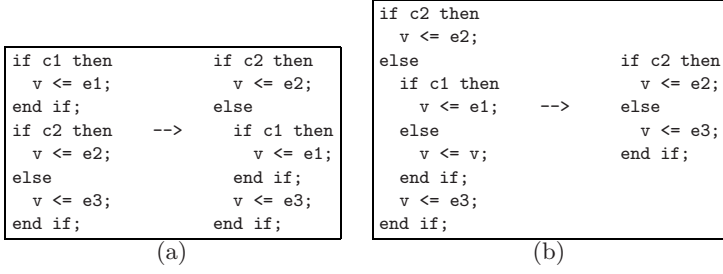 if c1 then if c2 then
v <= e1; v <= e2;
end if; else
if c2 then --> if c1 then
v <= e2; v <= e1;
else end if;
v <= e3; v <= e3;
end if; end if;
(a)
if c2 then
v <= e2;
else if c2 then
if c1 then v <= e2;
v <= e1; --> else
else v <= e3;
v <= v; end if;
end if;
v <= e3;
end if;
(b)